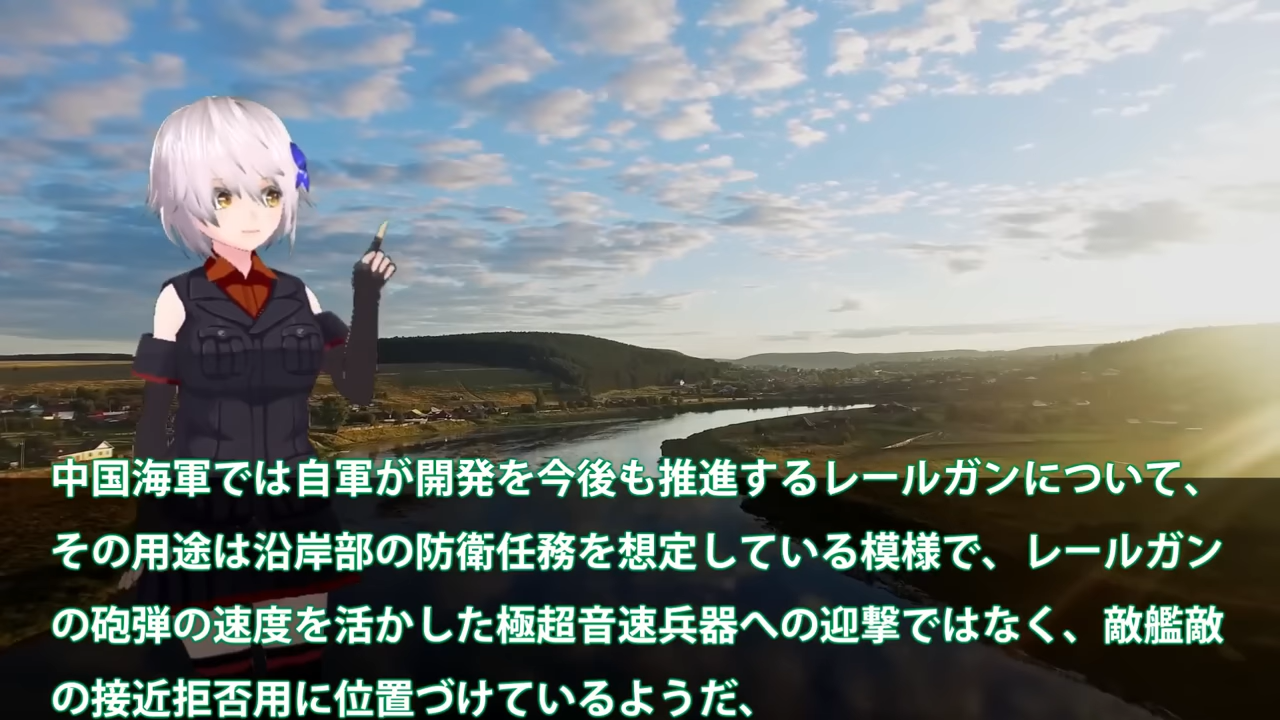 中国海軍では自軍が開発を今後も推進するレールガンについて、
その用途は沿岸部の防衛任務を想定している模様で、レールガン
の砲弾の速度を活かした極超音速兵器への迎撃ではなく、敵艦敵
の接近拒否用に位置づけているようだ、